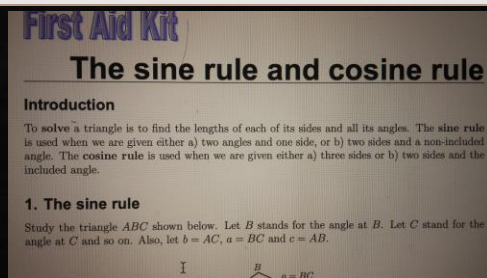 First Aid Kit
The sine rule and cosine rule
Introduction
To solve a triangle is to find the lengths of each of its sides and all its angles. The sine rule
is used when we are given either a) two angles and one side, or b) two sides and a non-included
angle. The cosine rule is used when we are given either a) three sides or b) two sides and the
included angle.
1. The sine rule
Study the triangle ABC shown below. Let B stands for the angle at B. Let C stand for the
angle at C and so on. Also, let b = AC, a = BC and c = AB.
B
a = BC